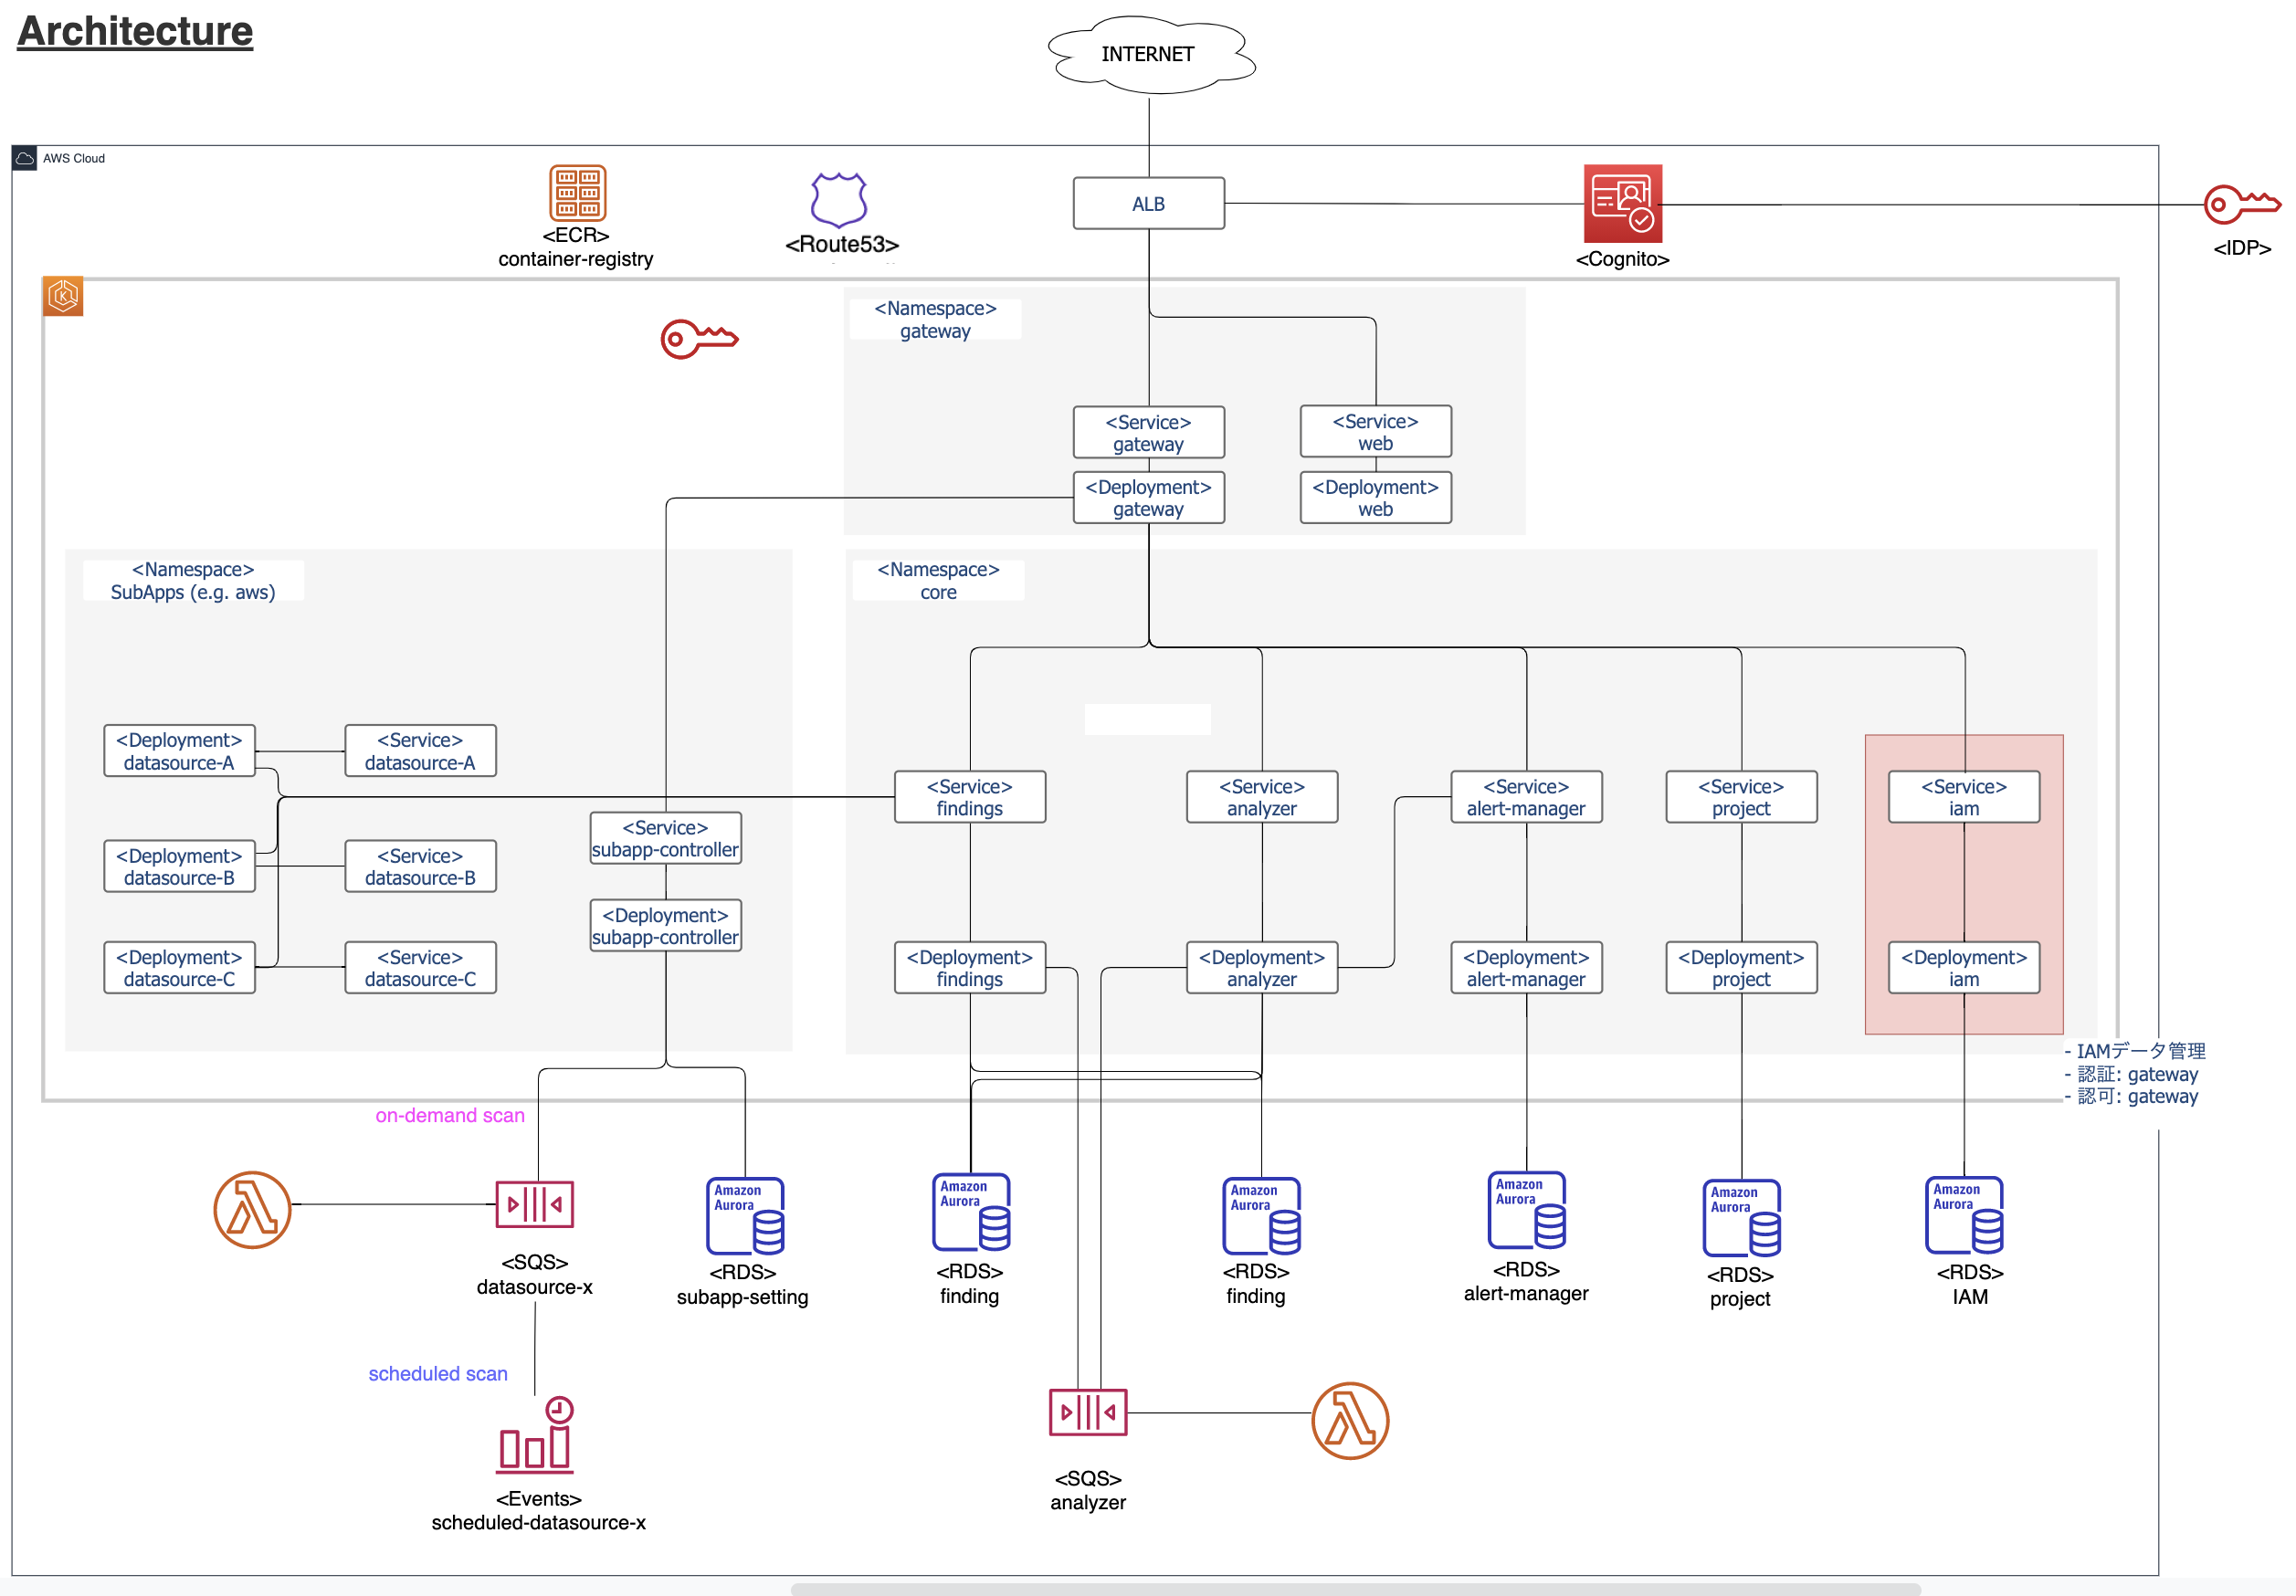 Architecture
INTERNET
AWS Cloud
<ECR>
container-registry
<Route53>
ALB
<Cognito>
<IDP>
<Namespace>
gateway
<Service>
gateway
<Service>
web
<Deployment>
gateway
<Deployment>
web
<Namespace>
SubApps (e.g. aws)
<Namespace>
core
<Deployment>
datasource-A
<Service>
datasource-A
<Deployment>
datasource-B
<Service>
datasource-B
<Deployment>
datasource-C
<Service>
datasource-C
<Service>
subapp-controller
<Deployment>
subapp-controller
<Service>
findings
<Service>
analyzer
<Service>
alert-manager
<Service>
project
<Service>
iam
<Deployment>
findings
<Deployment>
analyzer
<Deployment>
alert-manager
<Deployment>
project
<Deployment>
iam
- IAMデータ管理
- 認証: gateway
- 認可: gateway
on-demand scan
<SQS>
datasource-x
Amazon
Aurora
<RDS>
subapp-setting
Amazon
Aurora
<RDS>
finding
Amazon
Aurora
<RDS>
finding
Amazon
Aurora
<RDS>
alert-manager
Amazon
Aurora
<RDS>
project
Amazon
Aurora
<RDS>
IAM
scheduled scan
<Events>
scheduled-datasource-x
<SQS>
analyzer